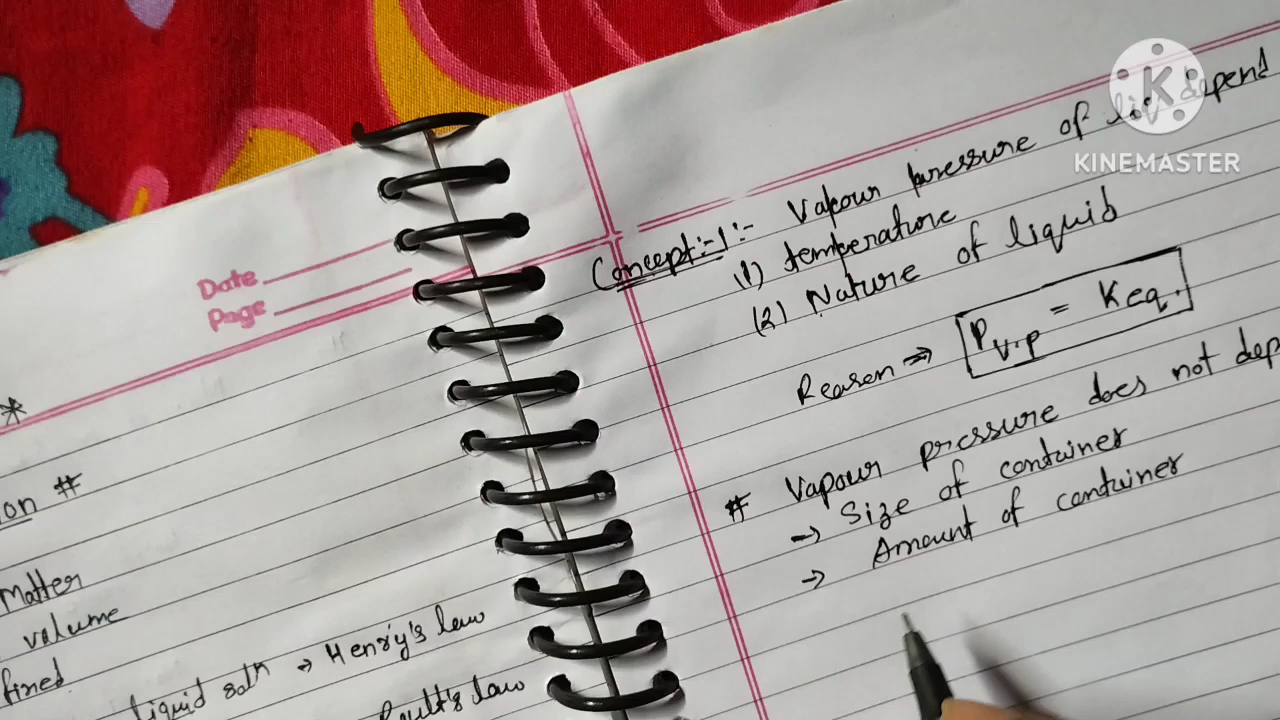 K
KINEMASTER
Date
Page
*
on #
Matter
volume
fined
liquid solⁿ → Henry's law
Roult's law
Concept:-1:- Vapour pressure of liq depend
(1) temperature
(2) Nature of liquid
Reason ⇒ P_V.P = Keq.
# Vapour pressure does not dep
→ Size of container
→ Amount of container